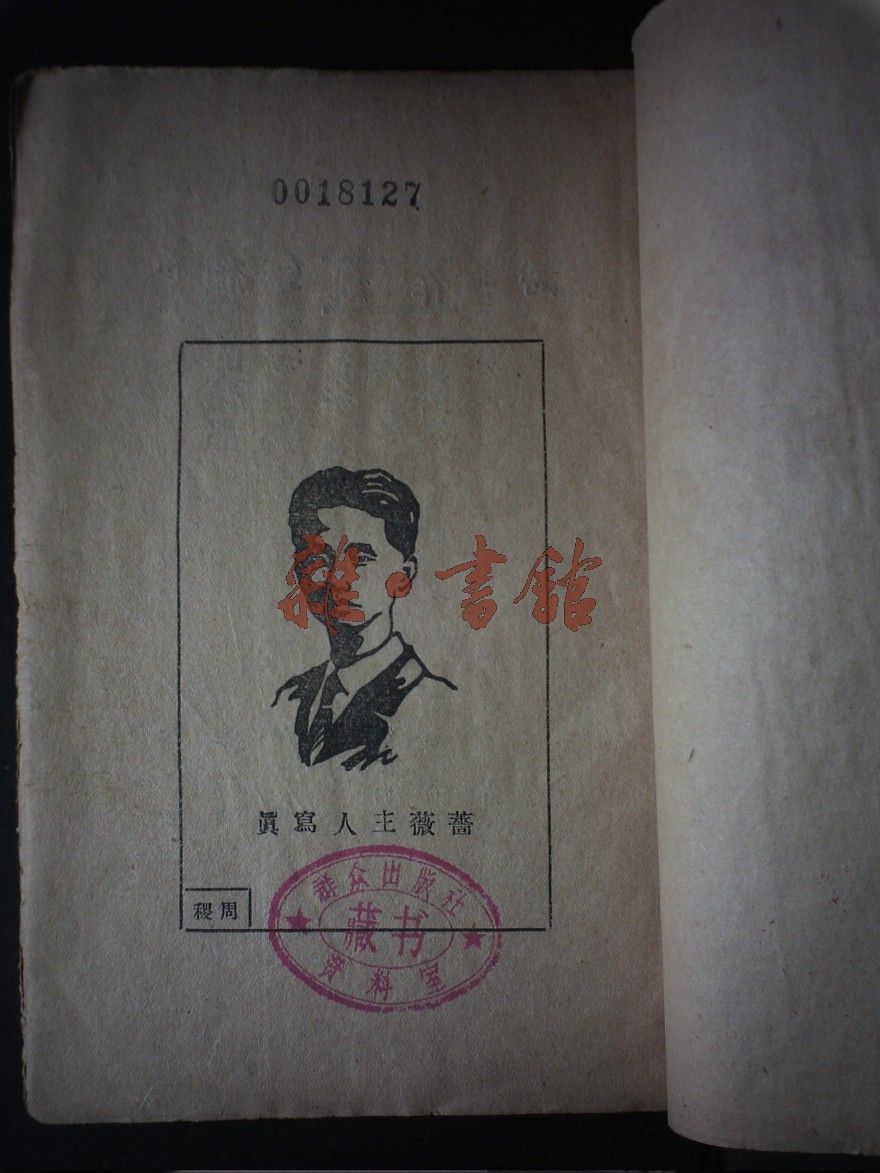 0018127
雜·書館
薔薇主人寫眞
周稷
群众出版社
藏书
资料室